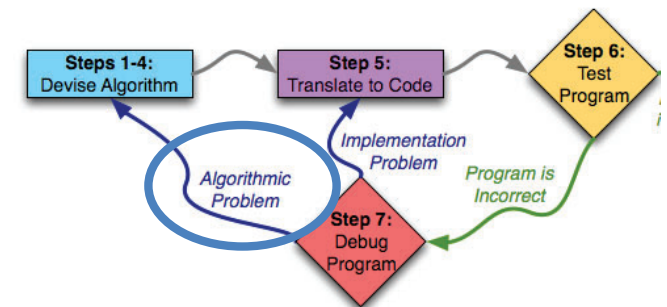 Steps 1-4:
Devise Algorithm
Step 5:
Translate to Code
Step 6:
Test
Program
Implementation
Problem
Algorithmic
Problem
Program is
Incorrect
Step 7:
Debug
Program